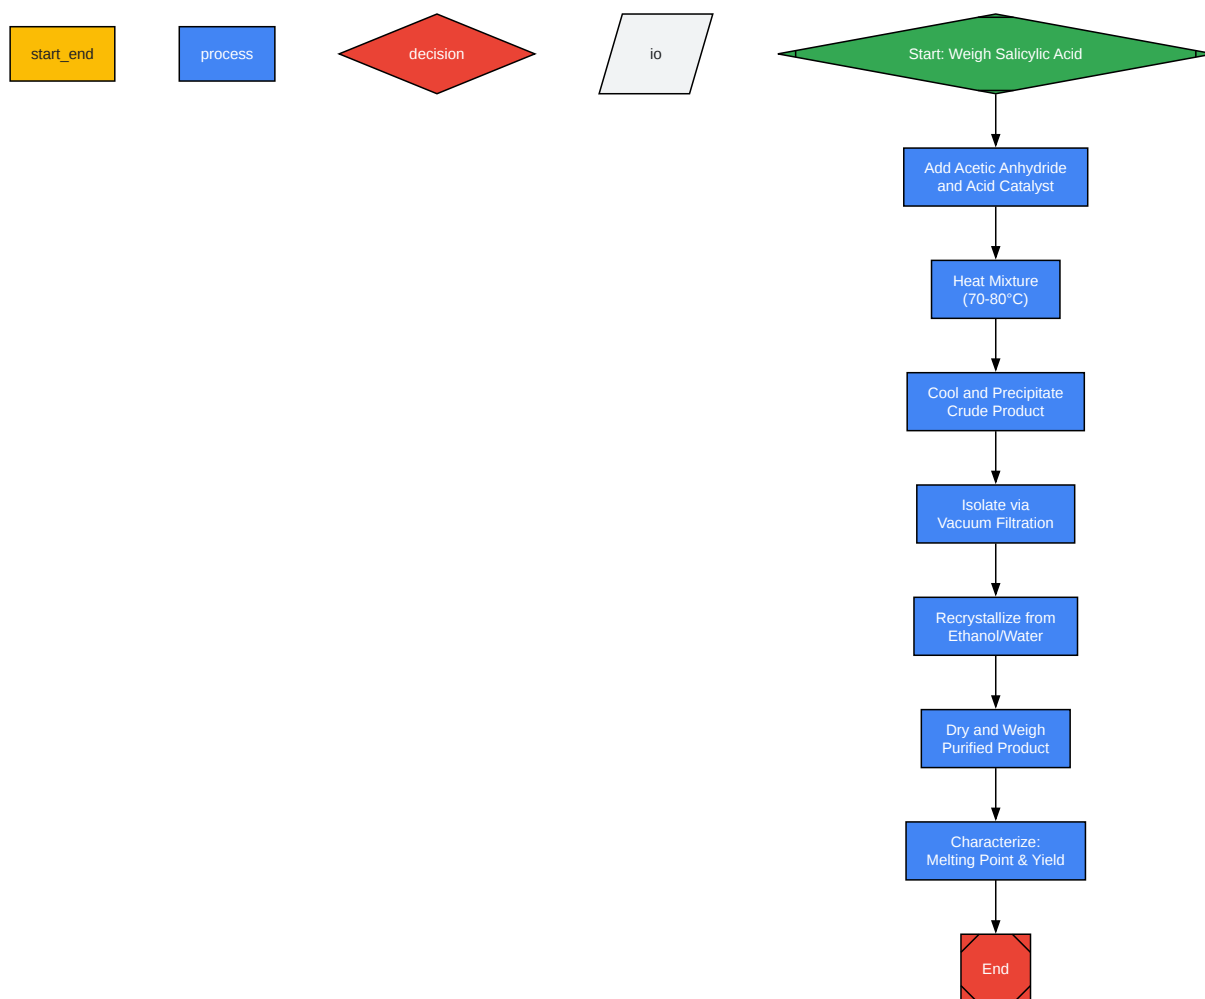 start_end
process
decision
io
Start: Weigh Salicylic Acid
Add Acetic Anhydride
and Acid Catalyst
Heat Mixture
(70-80°C)
Cool and Precipitate
Crude Product
Isolate via
Vacuum Filtration
Recrystallize from
Ethanol/Water
Dry and Weigh
Purified Product
Characterize:
Melting Point & Yield
End